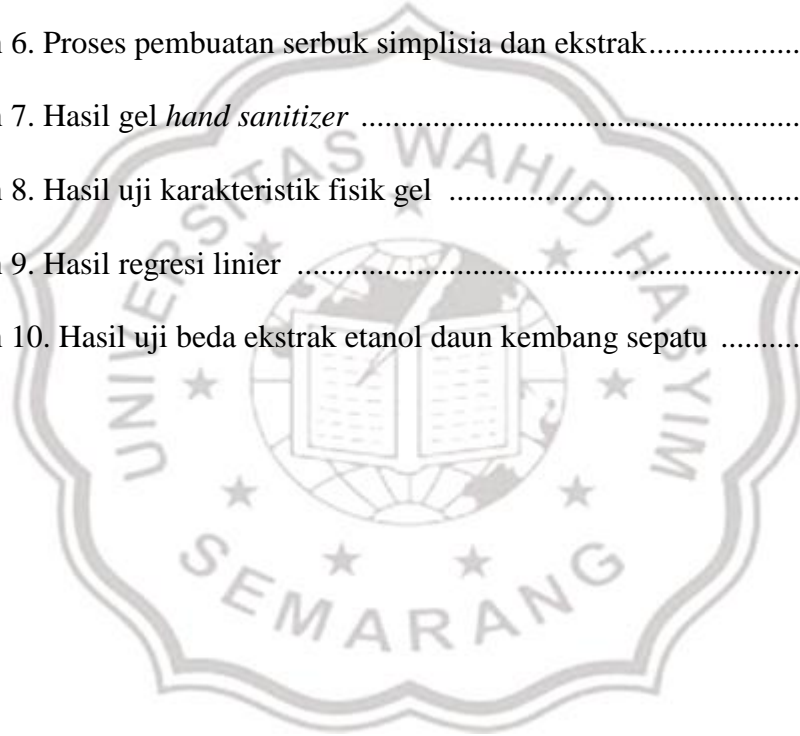 n 6. Proses pembuatan serbuk simplisia dan ekstrak....................
n 7. Hasil gel hand sanitizer ........................................................
n 8. Hasil uji karakteristik fisik gel .............................................
n 9. Hasil regresi linier .................................................................
n 10. Hasil uji beda ekstrak etanol daun kembang sepatu ..........
UNIVERSITAS WAHID HASYIM
SEMARANG